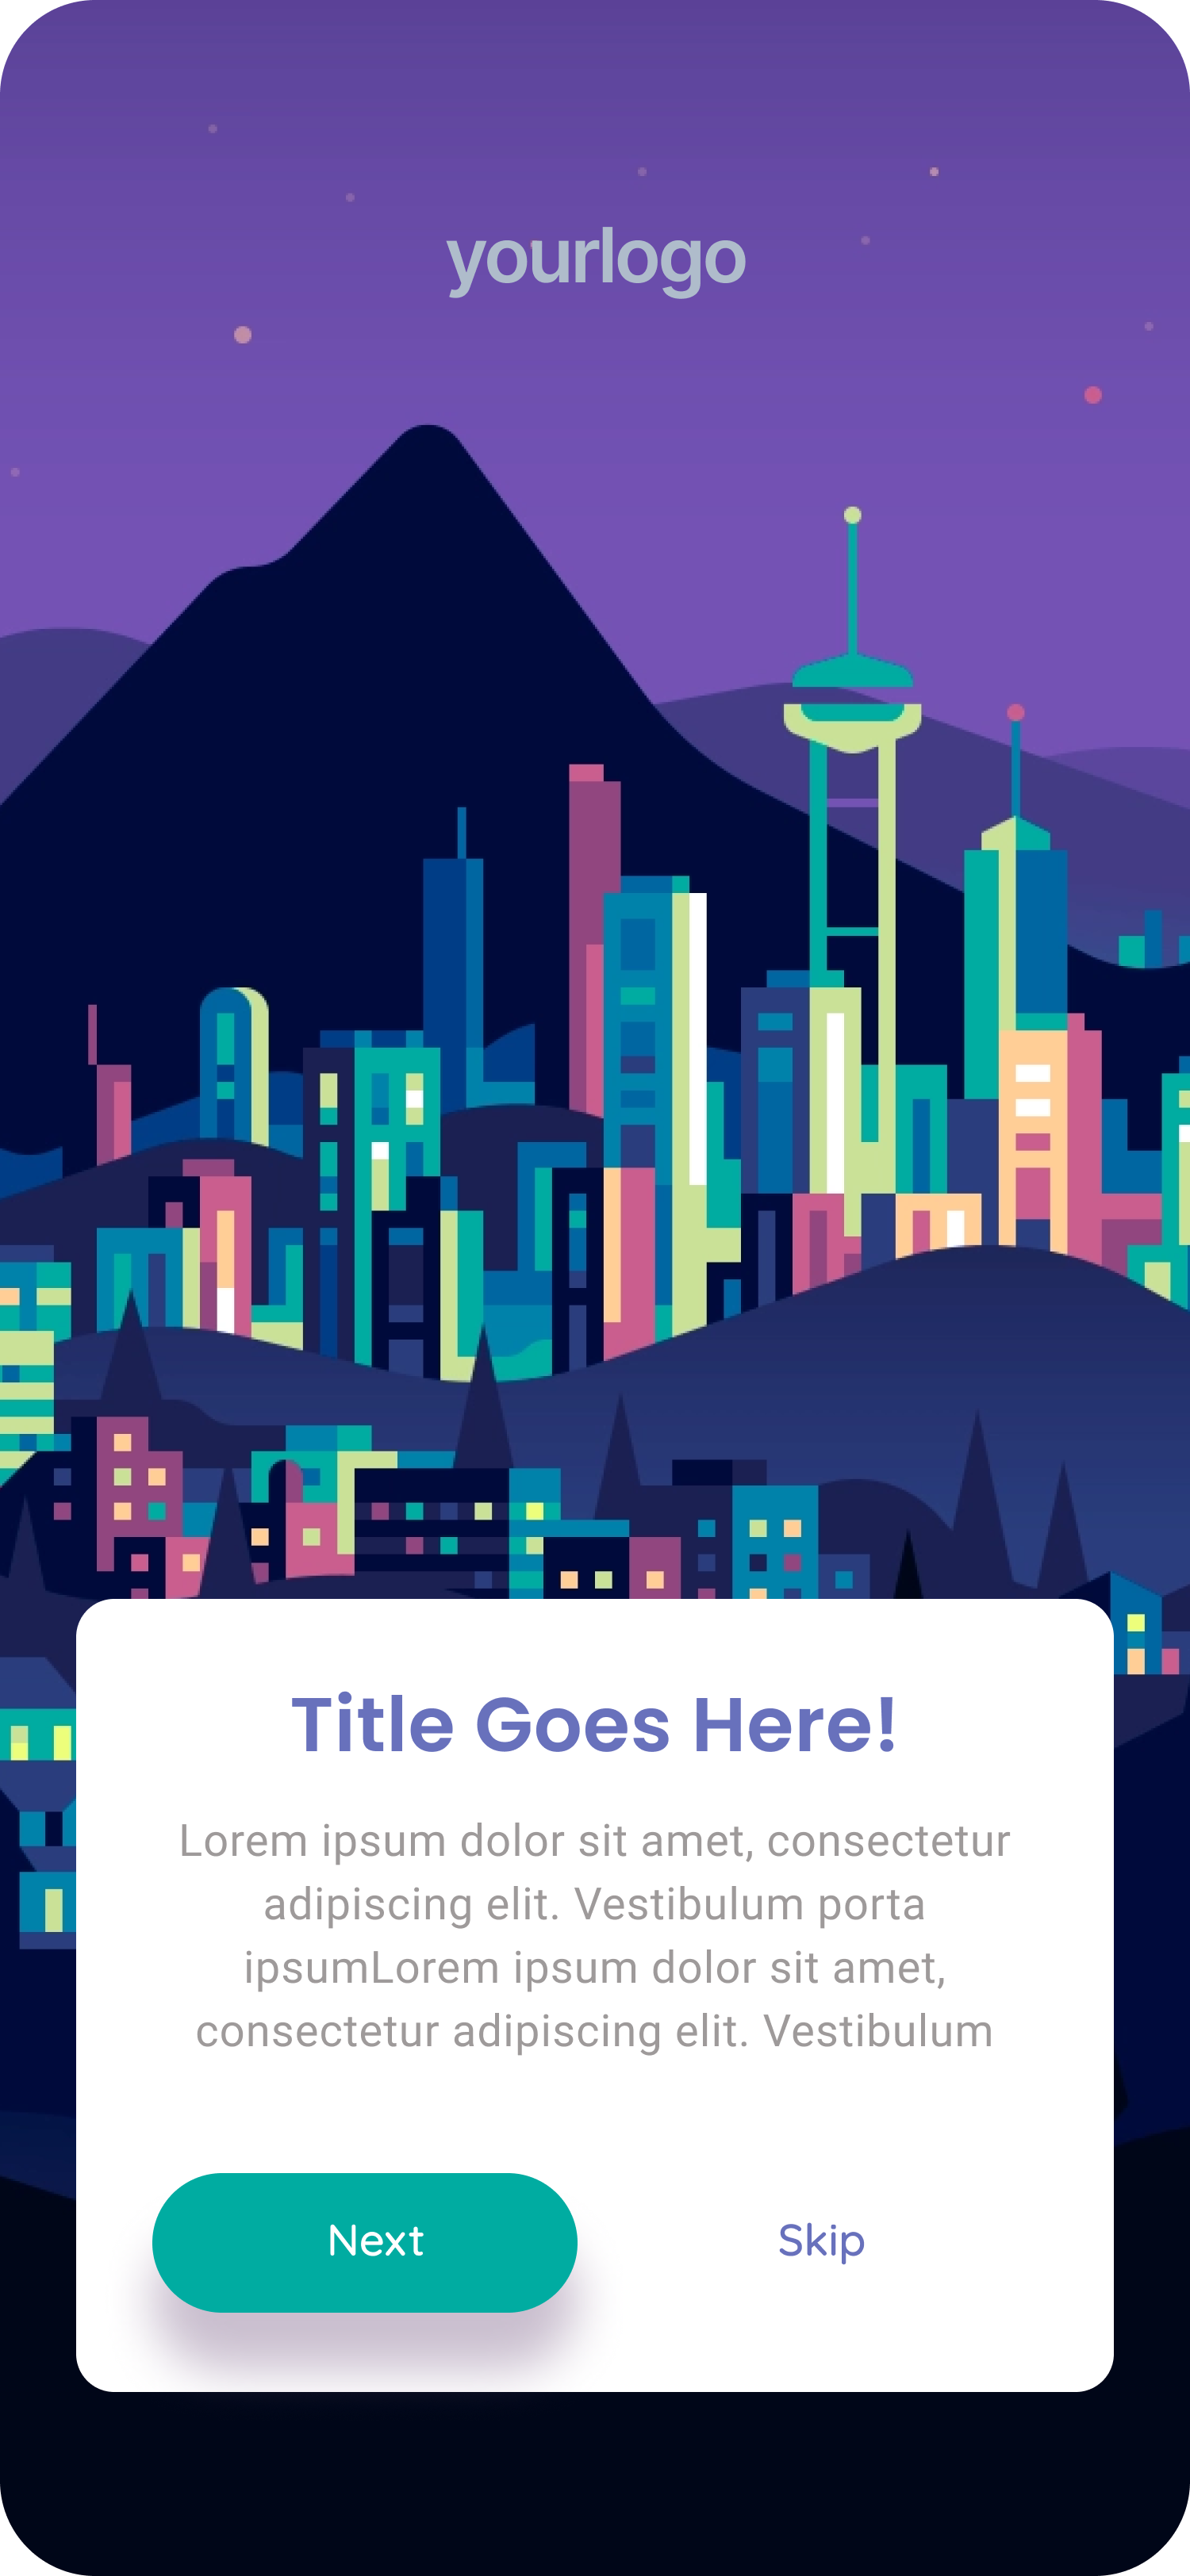 yourlogo
Title Goes Here!
Lorem ipsum dolor sit amet, consectetur
adipiscing elit. Vestibulum porta
ipsumLorem ipsum dolor sit amet,
consectetur adipiscing elit. Vestibulum
Next
Skip